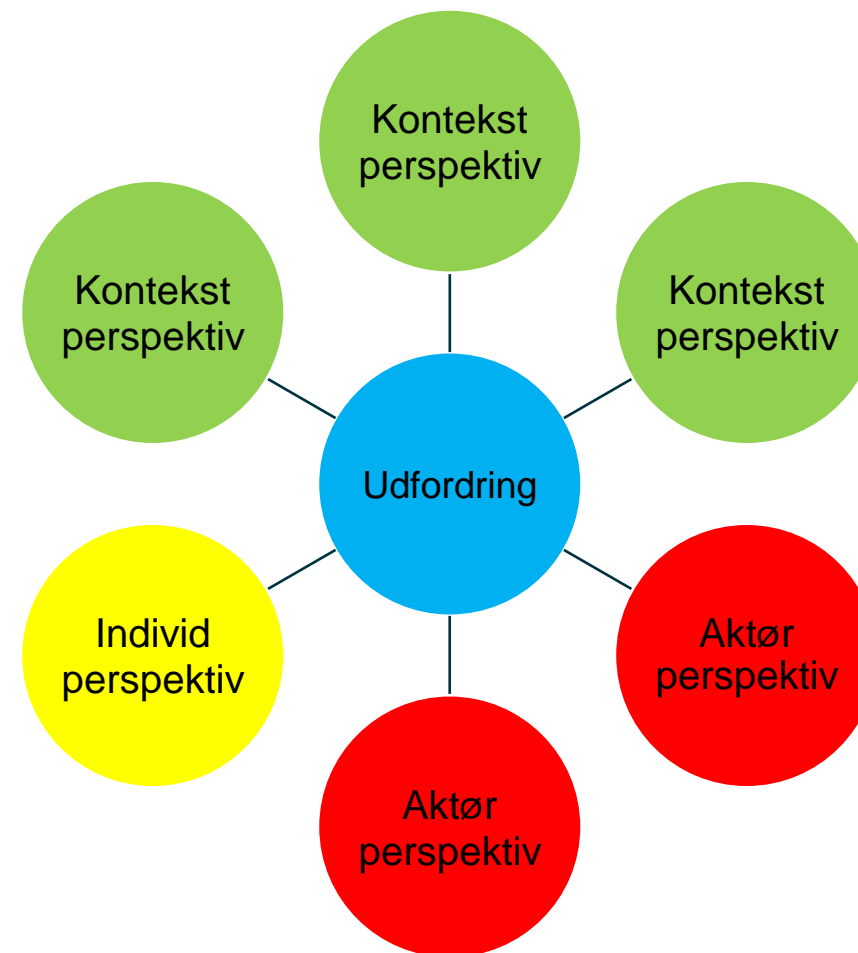 Kontekst
perspektiv
Kontekst
perspektiv
Kontekst
perspektiv
Udfordring
Individ
perspektiv
Aktør
perspektiv
Aktør
perspektiv